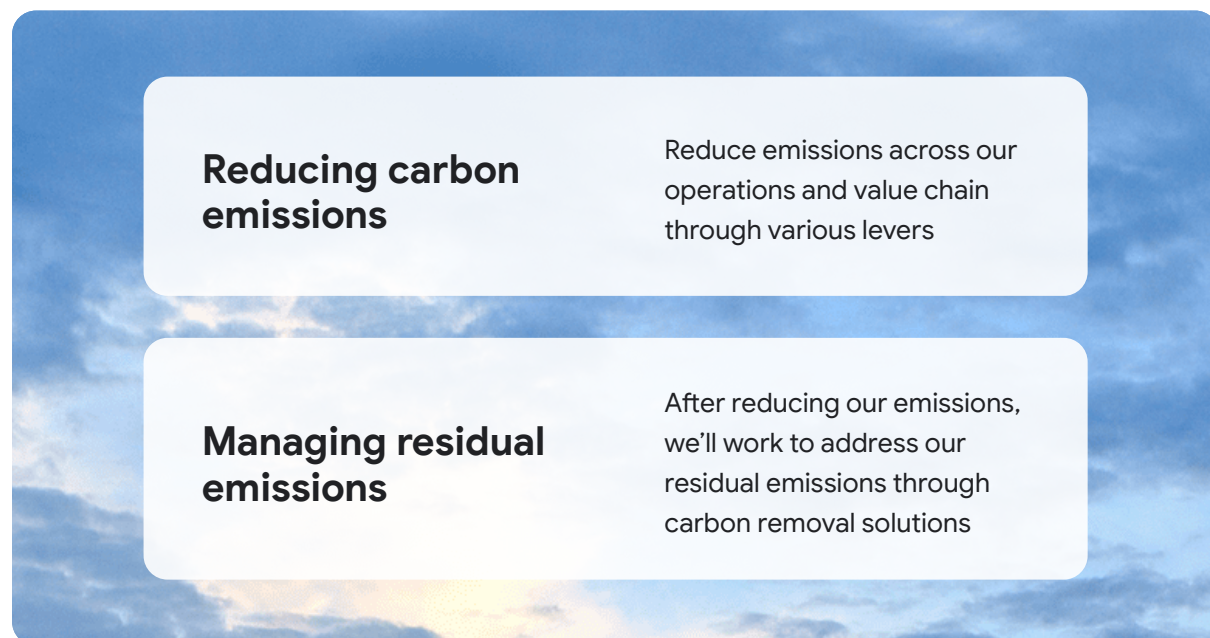 Reducing carbon
emissions
Reduce emissions across our
operations and value chain
through various levers
Managing residual
emissions
After reducing our emissions,
we’ll work to address our
residual emissions through
carbon removal solutions